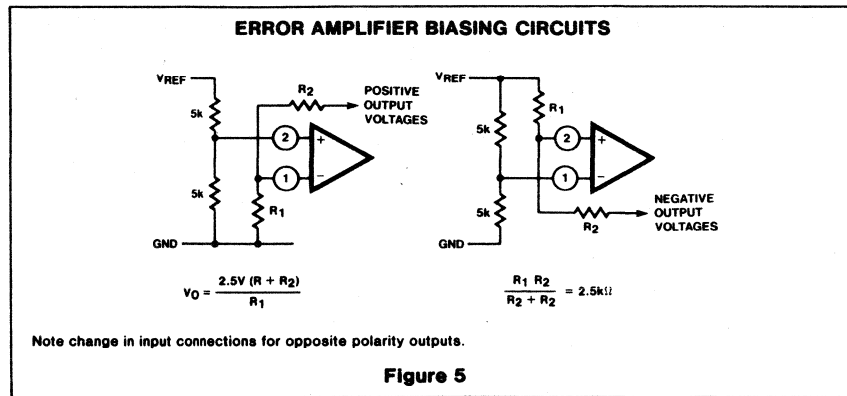 ERROR AMPLIFIER BIASING CIRCUITS
VREF
5k
5k
GND
R2
POSITIVE
OUTPUT
VOLTAGES
2
1
+
−
R1
VREF
5k
5k
GND
R1
2
1
+
−
R2
NEGATIVE
OUTPUT
VOLTAGES
VO = 2.5V (R + R2) / R1
R1 R2 / R2 + R2 = 2.5kΩ
Note change in input connections for opposite polarity outputs.
Figure 5